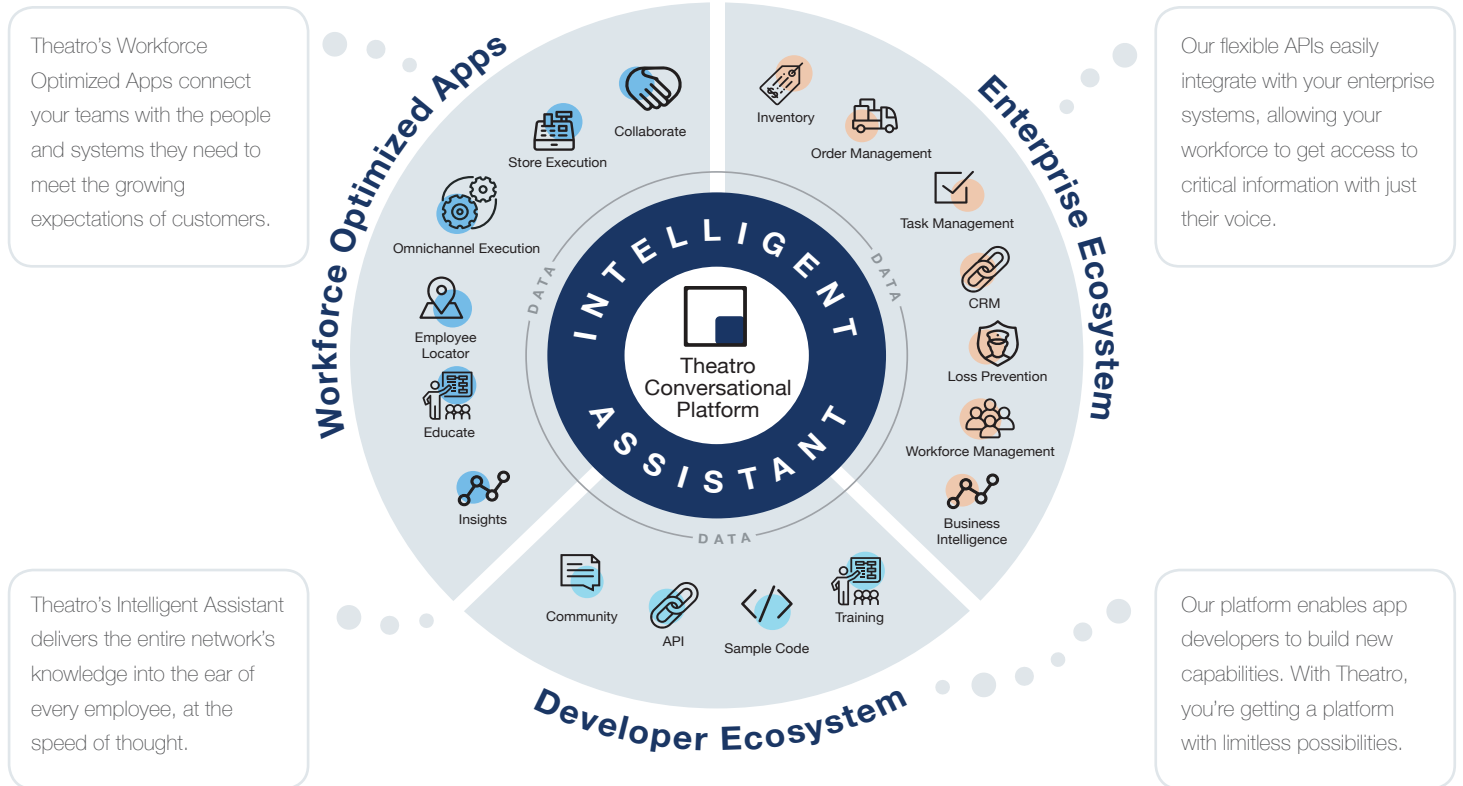 Theatro's Workforce
Optimized Apps connect
your teams with the people
and systems they need to
meet the growing
expectations of customers.
Workforce Optimized Apps
Collaborate
Store Execution
Omnichannel Execution
Employee
Locator
Educate
Insights
Enterprise Ecosystem
Inventory
Order Management
Task Management
CRM
Loss Prevention
Workforce Management
Business
Intelligence
Our flexible APIs easily
integrate with your enterprise
systems, allowing your
workforce to get access to
critical information with just
their voice.
DATA
DATA
INTELLIGENT
Theatro
Conversational
Platform
ASSISTANT
DATA
Community
API
Sample Code
Training
Developer Ecosystem
Theatro's Intelligent Assistant
delivers the entire network's
knowledge into the ear of
every employee, at the
speed of thought.
Our platform enables app
developers to build new
capabilities. With Theatro,
you're getting a platform
with limitless possibilities.